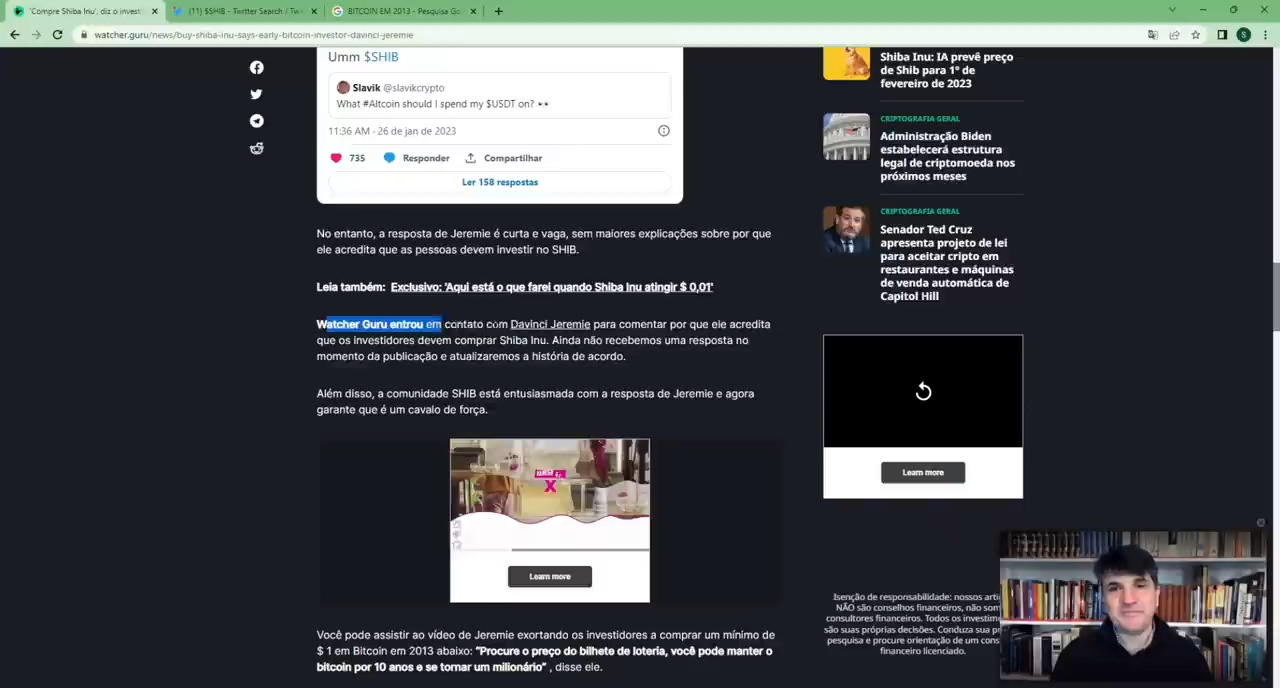 'Compre Shiba Inu', diz o invest
(11) $SHIB - Twitter Search / Tw
BITCOIN EM 2013 - Pesquisa Go
watcher.guru/news/buy-shiba-inu-says-early-bitcoin-investor-davinci-jeremie
S
Umm $SHIB
Slavik @slavikcrypto
What #Altcoin should I spend my $USDT on? 👀
11:36 AM · 26 de jan de 2023
735 Responder Compartilhar
Ler 158 respostas
No entanto, a resposta de Jeremie é curta e vaga, sem maiores explicações sobre por que
ele acredita que as pessoas devem investir no SHIB.
Leia também: Exclusivo: 'Aqui está o que farei quando Shiba Inu atingir $ 0,01'
Watcher Guru entrou em contato com Davinci Jeremie para comentar por que ele acredita
que os investidores devem comprar Shiba Inu. Ainda não recebemos uma resposta no
momento da publicação e atualizaremos a história de acordo.
Além disso, a comunidade SHIB está entusiasmada com a resposta de Jeremie e agora
garante que é um cavalo de força.
X
Learn more
Você pode assistir ao vídeo de Jeremie exortando os investidores a comprar um mínimo de
$ 1 em Bitcoin em 2013 abaixo: "Procure o preço do bilhete de loteria, você pode manter o
bitcoin por 10 anos e se tornar um milionário" , disse ele.
Shiba Inu: IA prevê preço
de Shib para 1º de
fevereiro de 2023
CRIPTOGRAFIA GERAL
Administração Biden
estabelecerá estrutura
legal de criptomoeda nos
próximos meses
CRIPTOGRAFIA GERAL
Senador Ted Cruz
apresenta projeto de lei
para aceitar cripto em
restaurantes e máquinas
de venda automática de
Capitol Hill
Learn more
Isenção de responsabilidade: nossos arti
NÃO são conselhos financeiros, não som
consultores financeiros. Todos os investime
são suas próprias decisões. Conduza sua pr
pesquisa e procure orientação de um cons
financeiro licenciado.